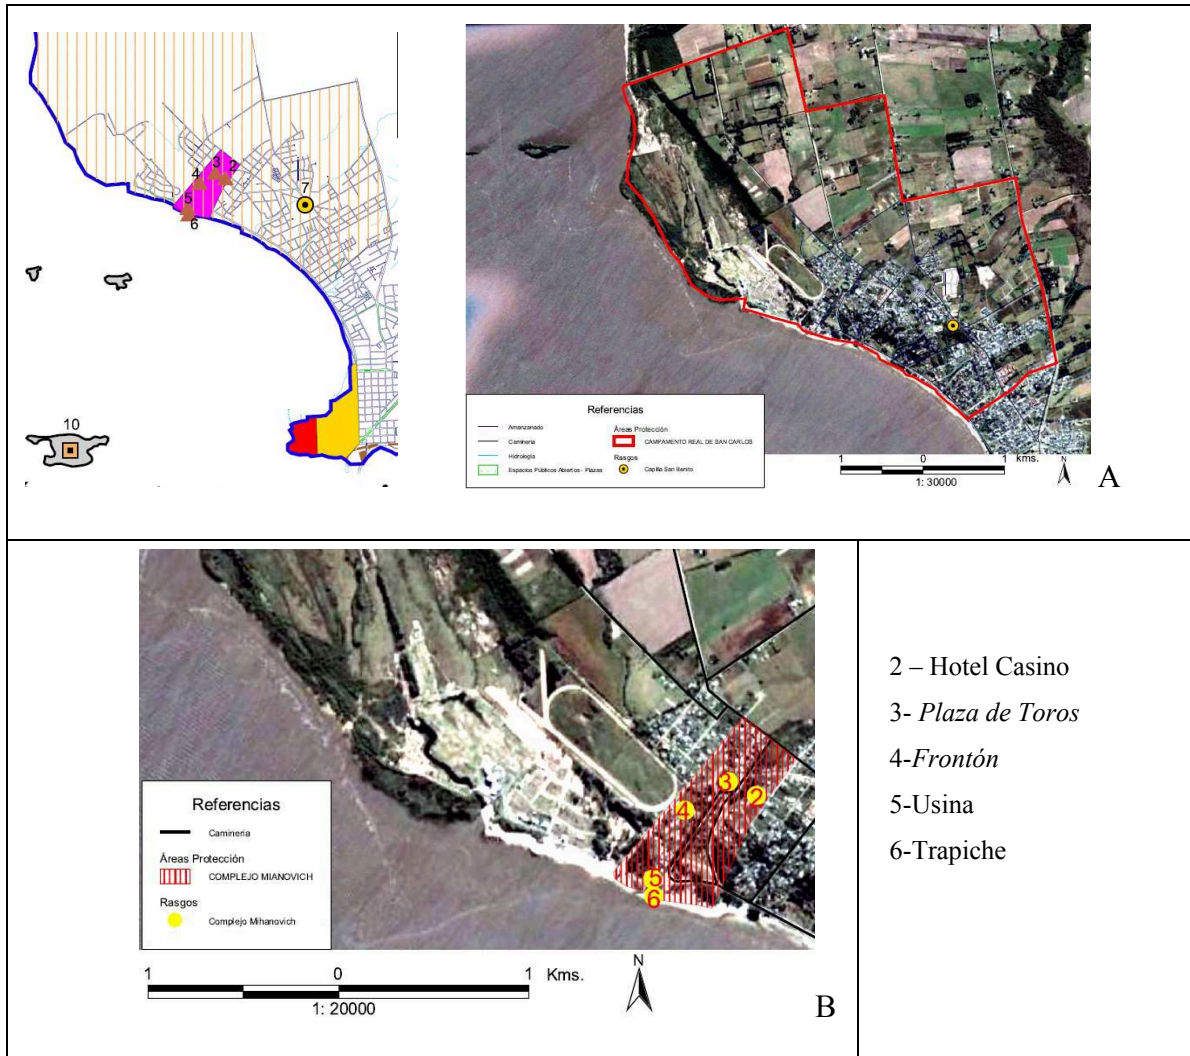 3
2
4
5
6
7
10
Referencias
Amanzanado
Caminería
Hidrología
Espacios Públicos Abiertos - Plazas
Áreas Protección
CAMPAMENTO REAL DE SAN CARLOS
Rasgos
Capilla San Benito
1 0 1 kms.
1: 30000
N
A
3
2
4
5
6
Referencias
Caminería
Áreas Protección
COMPLEJO MIANOVICH
Rasgos
Complejo Mihanovich
1 0 1 Kms.
1: 20000
N
B
2 – Hotel Casino
3- Plaza de Toros
4-Frontón
5-Usina
6-Trapiche